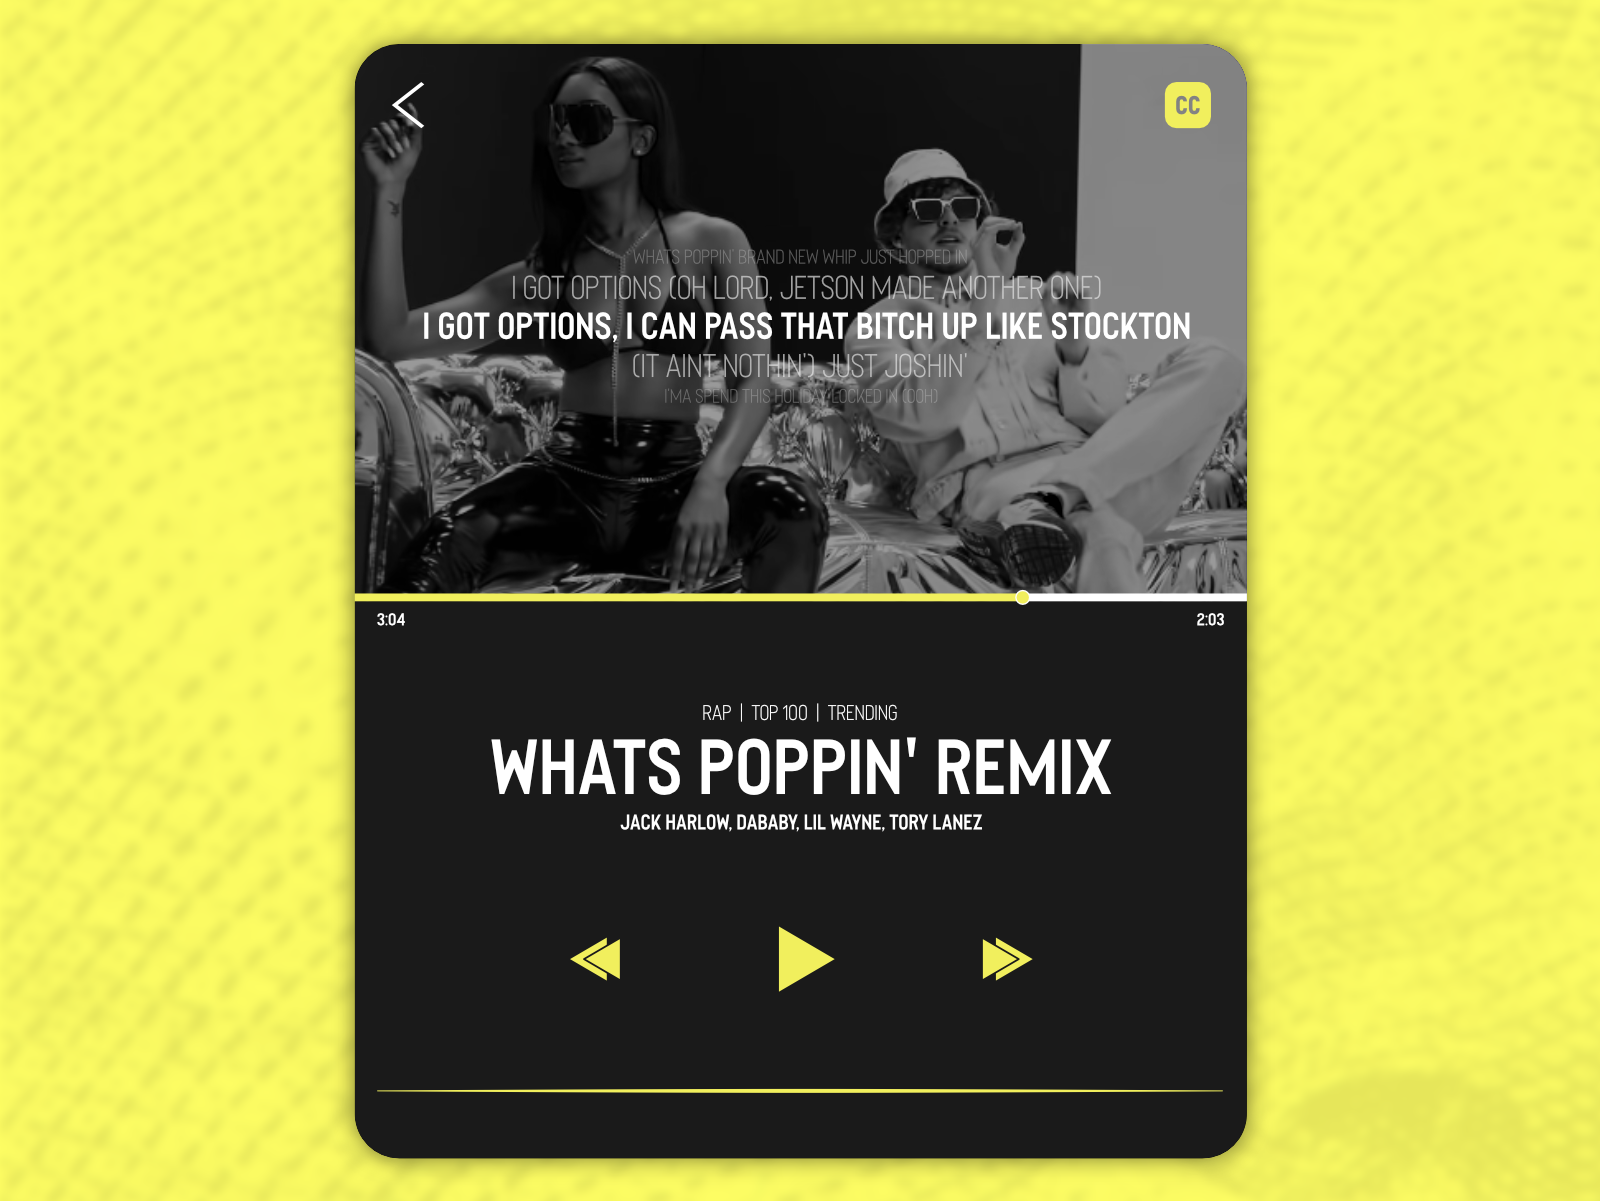 CC
WHATS POPPIN' BRAND NEW WHIP JUST HOPPED IN
I GOT OPTIONS (OH LORD, JETSON MADE ANOTHER ONE)
I GOT OPTIONS, I CAN PASS THAT BITCH UP LIKE STOCKTON
(IT AINT NOTHIN') JUST JOSHIN'
I'MA SPEND THIS HOLIDAY LOCKED IN (OOH)
3:04 2:03
RAP | TOP 100 | TRENDING
WHATS POPPIN' REMIX
JACK HARLOW, DABABY, LIL WAYNE, TORY LANEZ